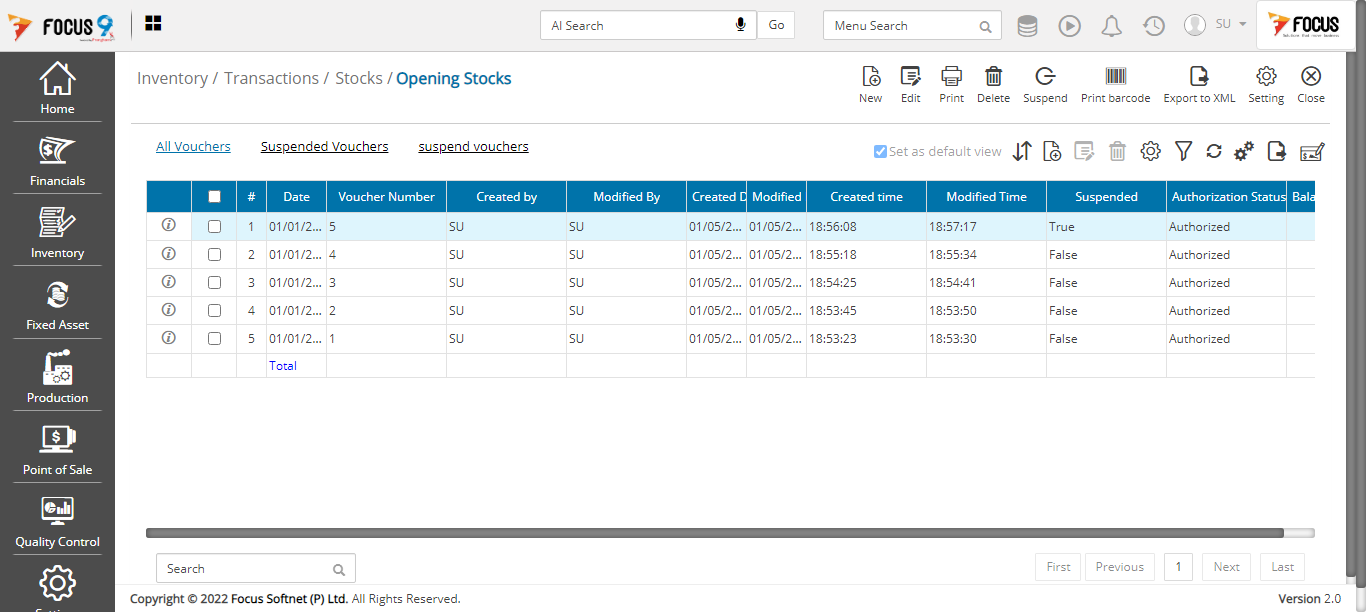 FOCUS 9
AI Search
Go
Menu Search
SU
FOCUS
Home
Financials
Inventory
Fixed Asset
Production
Point of Sale
Quality Control
Inventory / Transactions / Stocks / Opening Stocks
New Edit Print Delete Suspend Print barcode Export to XML Setting Close
All Vouchers Suspended Vouchers suspend vouchers
Set as default view
# Date Voucher Number Created by Modified By Created D Modified Created time Modified Time Suspended Authorization Status Bala
1 01/01/2... 5 SU SU 01/05/2... 01/05/2... 18:56:08 18:57:17 True Authorized
2 01/01/2... 4 SU SU 01/05/2... 01/05/2... 18:55:18 18:55:34 False Authorized
3 01/01/2... 3 SU SU 01/05/2... 01/05/2... 18:54:25 18:54:41 False Authorized
4 01/01/2... 2 SU SU 01/05/2... 01/05/2... 18:53:45 18:53:50 False Authorized
5 01/01/2... 1 SU SU 01/05/2... 01/05/2... 18:53:23 18:53:30 False Authorized
Total
Search
First Previous 1 Next Last
Copyright © 2022 Focus Softnet (P) Ltd. All Rights Reserved.
Version 2.0